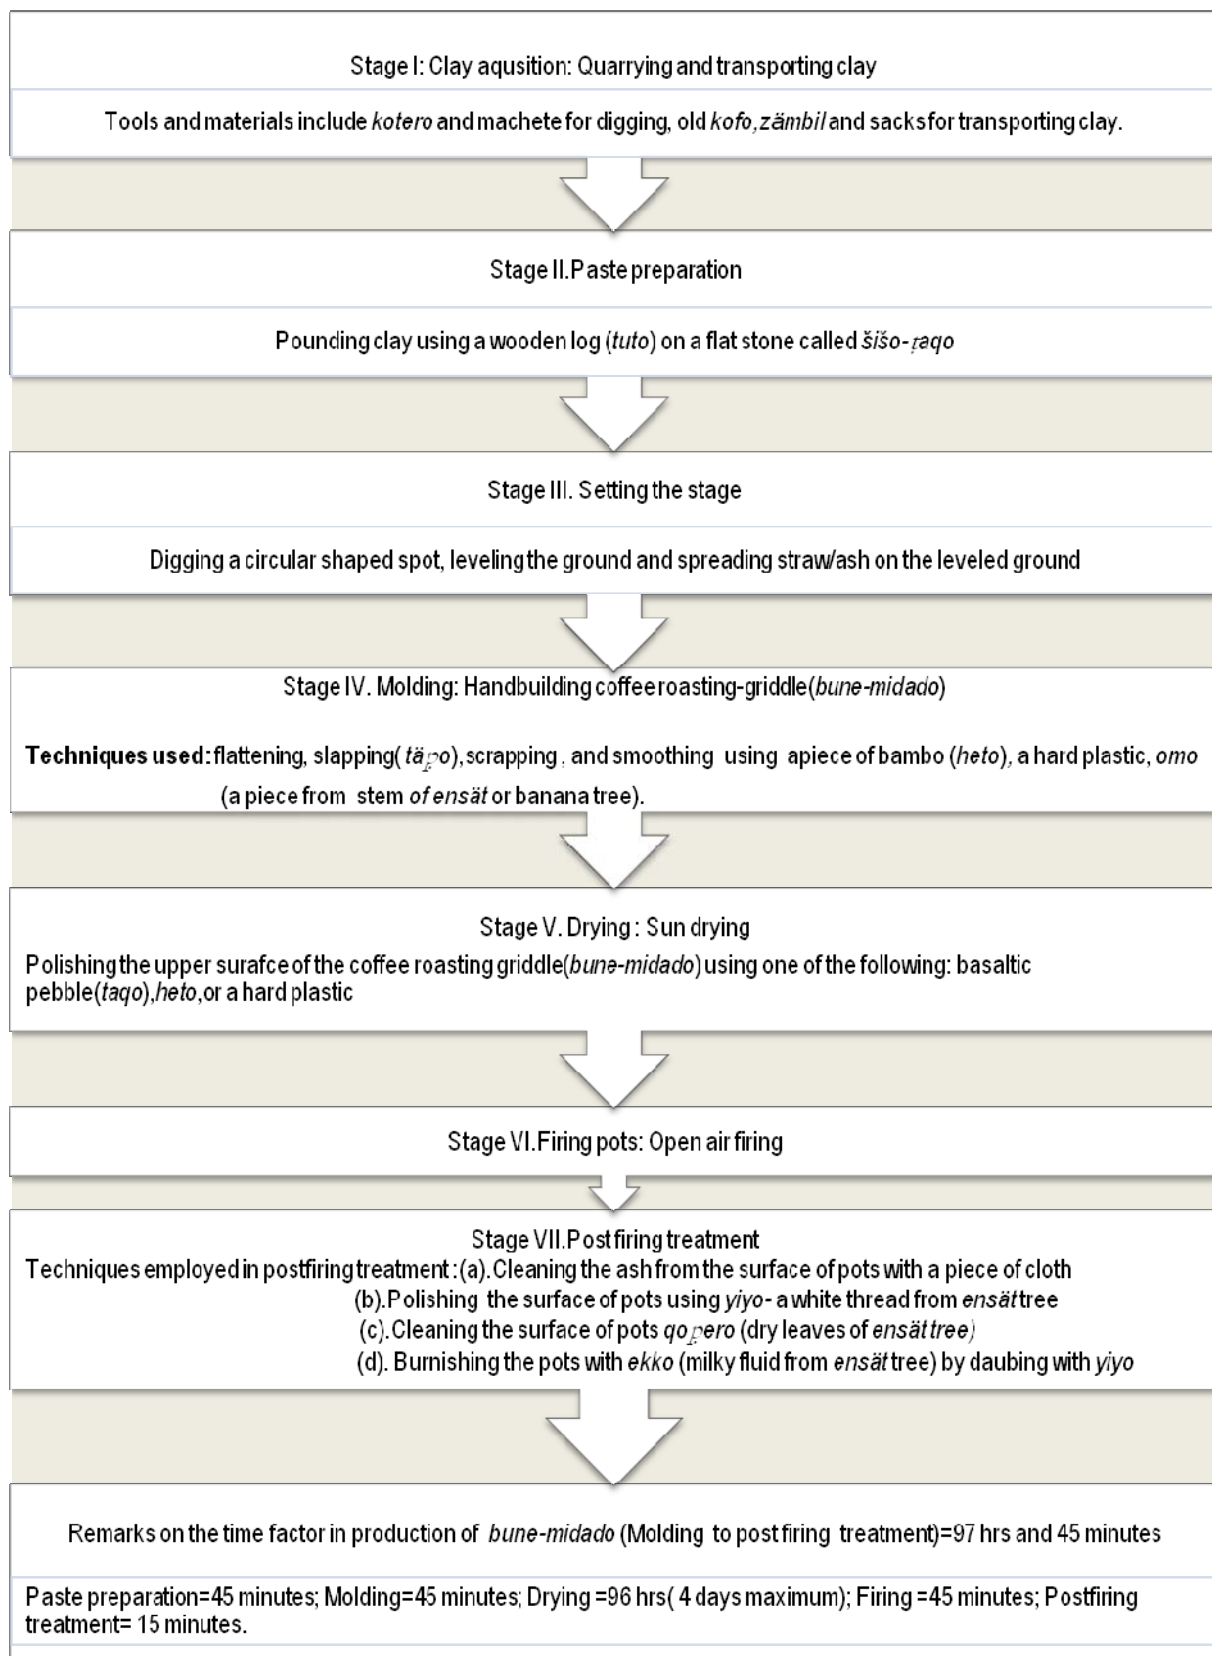 Stage I: Clay aqusition: Quarrying and transporting clay
Tools and materials include kotero and machete for digging, old kofo, zämbil and sacks for transporting clay.
Stage II. Paste preparation
Pounding clay using a wooden log (tuto) on a flat stone called šišo-ṭaqo
Stage III. Setting the stage
Digging a circular shaped spot, leveling the ground and spreading straw/ash on the leveled ground
Stage IV. Molding: Handbuilding coffee roasting-griddle(bune-midado)
Techniques used: flattening, slapping( täp̣o), scrapping , and smoothing using apiece of bambo (heto), a hard plastic, omo
(a piece from stem of ensät or banana tree).
Stage V. Drying : Sun drying
Polishing the upper surafce of the coffee roasting griddle(bune-midado) using one of the following: basaltic
pebble(taqo), heto, or a hard plastic
Stage VI. Firing pots: Open air firing
Stage VII. Postfiring treatment
Techniques employed in postfiring treatment :(a). Cleaning the ash from the surface of pots with a piece of cloth
(b). Polishing the surface of pots using yiyo- a white thread from ensät tree
(c). Cleaning the surface of pots qop̣ero (dry leaves of ensät tree)
(d). Burnishing the pots with ekko (milky fluid from ensät tree) by daubing with yiyo
Remarks on the time factor in production of bune-midado (Molding to post firing treatment)=97 hrs and 45 minutes
Paste preparation=45 minutes; Molding=45 minutes; Drying =96 hrs( 4 days maximum); Firing =45 minutes; Postfiring
treatment= 15 minutes.